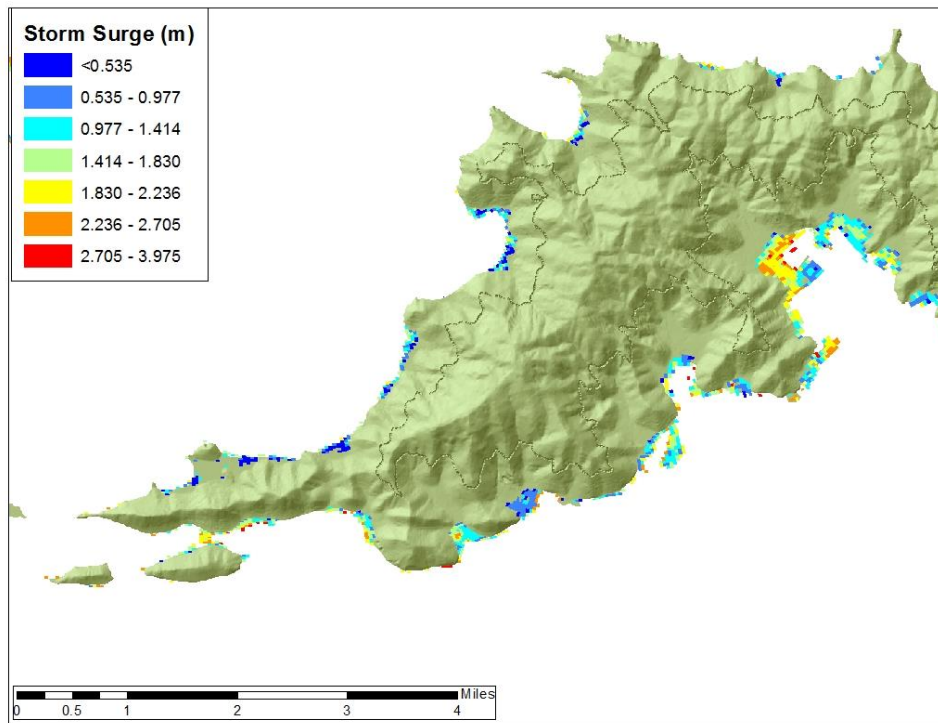 Storm Surge (m)
<0.535
0.535 - 0.977
0.977 - 1.414
1.414 - 1.830
1.830 - 2.236
2.236 - 2.705
2.705 - 3.975
Miles
0 0.5 1 2 3 4